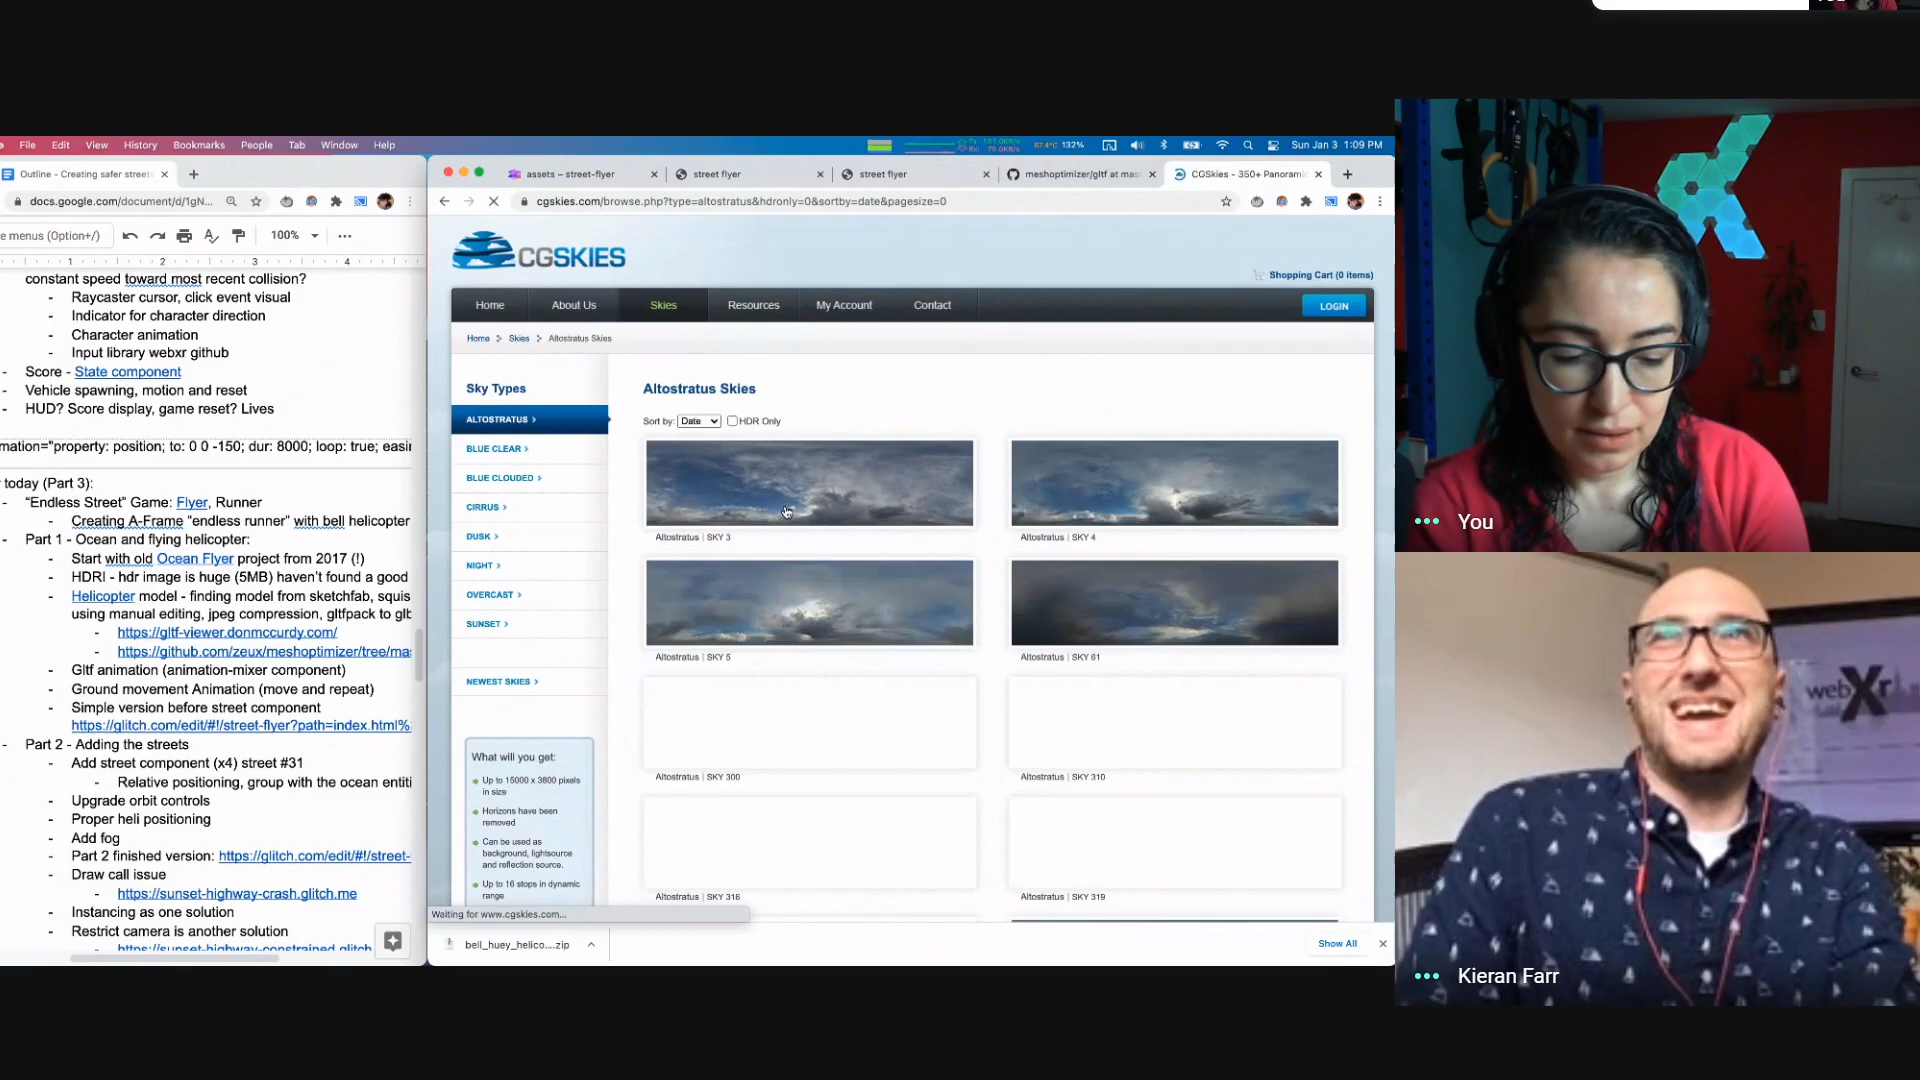 You
File Edit View History Bookmarks People Tab Window Help
132% Sun Jan 3 1:09 PM
Outline - Creating safer streets
docs.google.com/document/d/1gN...
e menus (Option+/)
100%
1 2 3 4
constant speed toward most recent collision?
- Raycaster cursor, click event visual
- Indicator for character direction
- Character animation
- Input library webxr github
- Score - State component
- Vehicle spawning, motion and reset
- HUD? Score display, game reset? Lives
mation="property: position; to: 0 0 -150; dur: 8000; loop: true; easi
today (Part 3):
- "Endless Street" Game: Flyer, Runner
- Creating A-Frame "endless runner" with bell helicopter
- Part 1 - Ocean and flying helicopter:
- Start with old Ocean Flyer project from 2017 (!)
- HDRI - hdr image is huge (5MB) haven't found a good
- Helicopter model - finding model from sketchfab, squis
using manual editing, jpeg compression, gltfpack to glb
- https://gltf-viewer.donmccurdy.com/
- https://github.com/zeux/meshoptimizer/tree/mas
- Gltf animation (animation-mixer component)
- Ground movement Animation (move and repeat)
- Simple version before street component
https://glitch.com/edit/#!/street-flyer?path=index.html%
- Part 2 - Adding the streets
- Add street component (x4) street #31
- Relative positioning, group with the ocean entiti
- Upgrade orbit controls
- Proper heli positioning
- Add fog
- Part 2 finished version: https://glitch.com/edit/#!/street-
- Draw call issue
- https://sunset-highway-crash.glitch.me
- Instancing as one solution
- Restrict camera is another solution
- https://sunset-highway-constrained.glitch
assets – street-flyer
street flyer
street flyer
meshoptimizer/gltf at mas
CGSkies - 350+ Panorami
cgskies.com/browse.php?type=altostratus&hdronly=0&sortby=date&pagesize=0
CGSKIES
Shopping Cart (0 items)
Home About Us Skies Resources My Account Contact LOGIN
Home > Skies > Altostratus Skies
Sky Types
ALTOSTRATUS >
BLUE CLEAR >
BLUE CLOUDED >
CIRRUS >
DUSK >
NIGHT >
OVERCAST >
SUNSET >
NEWEST SKIES >
What will you get:
Up to 15000 x 3800 pixels
in size
Horizons have been
removed
Can be used as
background, lightsource
and reflection source.
Up to 16 stops in dynamic
range
Altostratus Skies
Sort by: Date HDR Only
Altostratus | SKY 3
Altostratus | SKY 4
Altostratus | SKY 5
Altostratus | SKY 61
Altostratus | SKY 300
Altostratus | SKY 310
Altostratus | SKY 316
Altostratus | SKY 319
Waiting for www.cgskies.com...
bell_huey_helico....zip
Show All
You
webXr
Kieran Farr